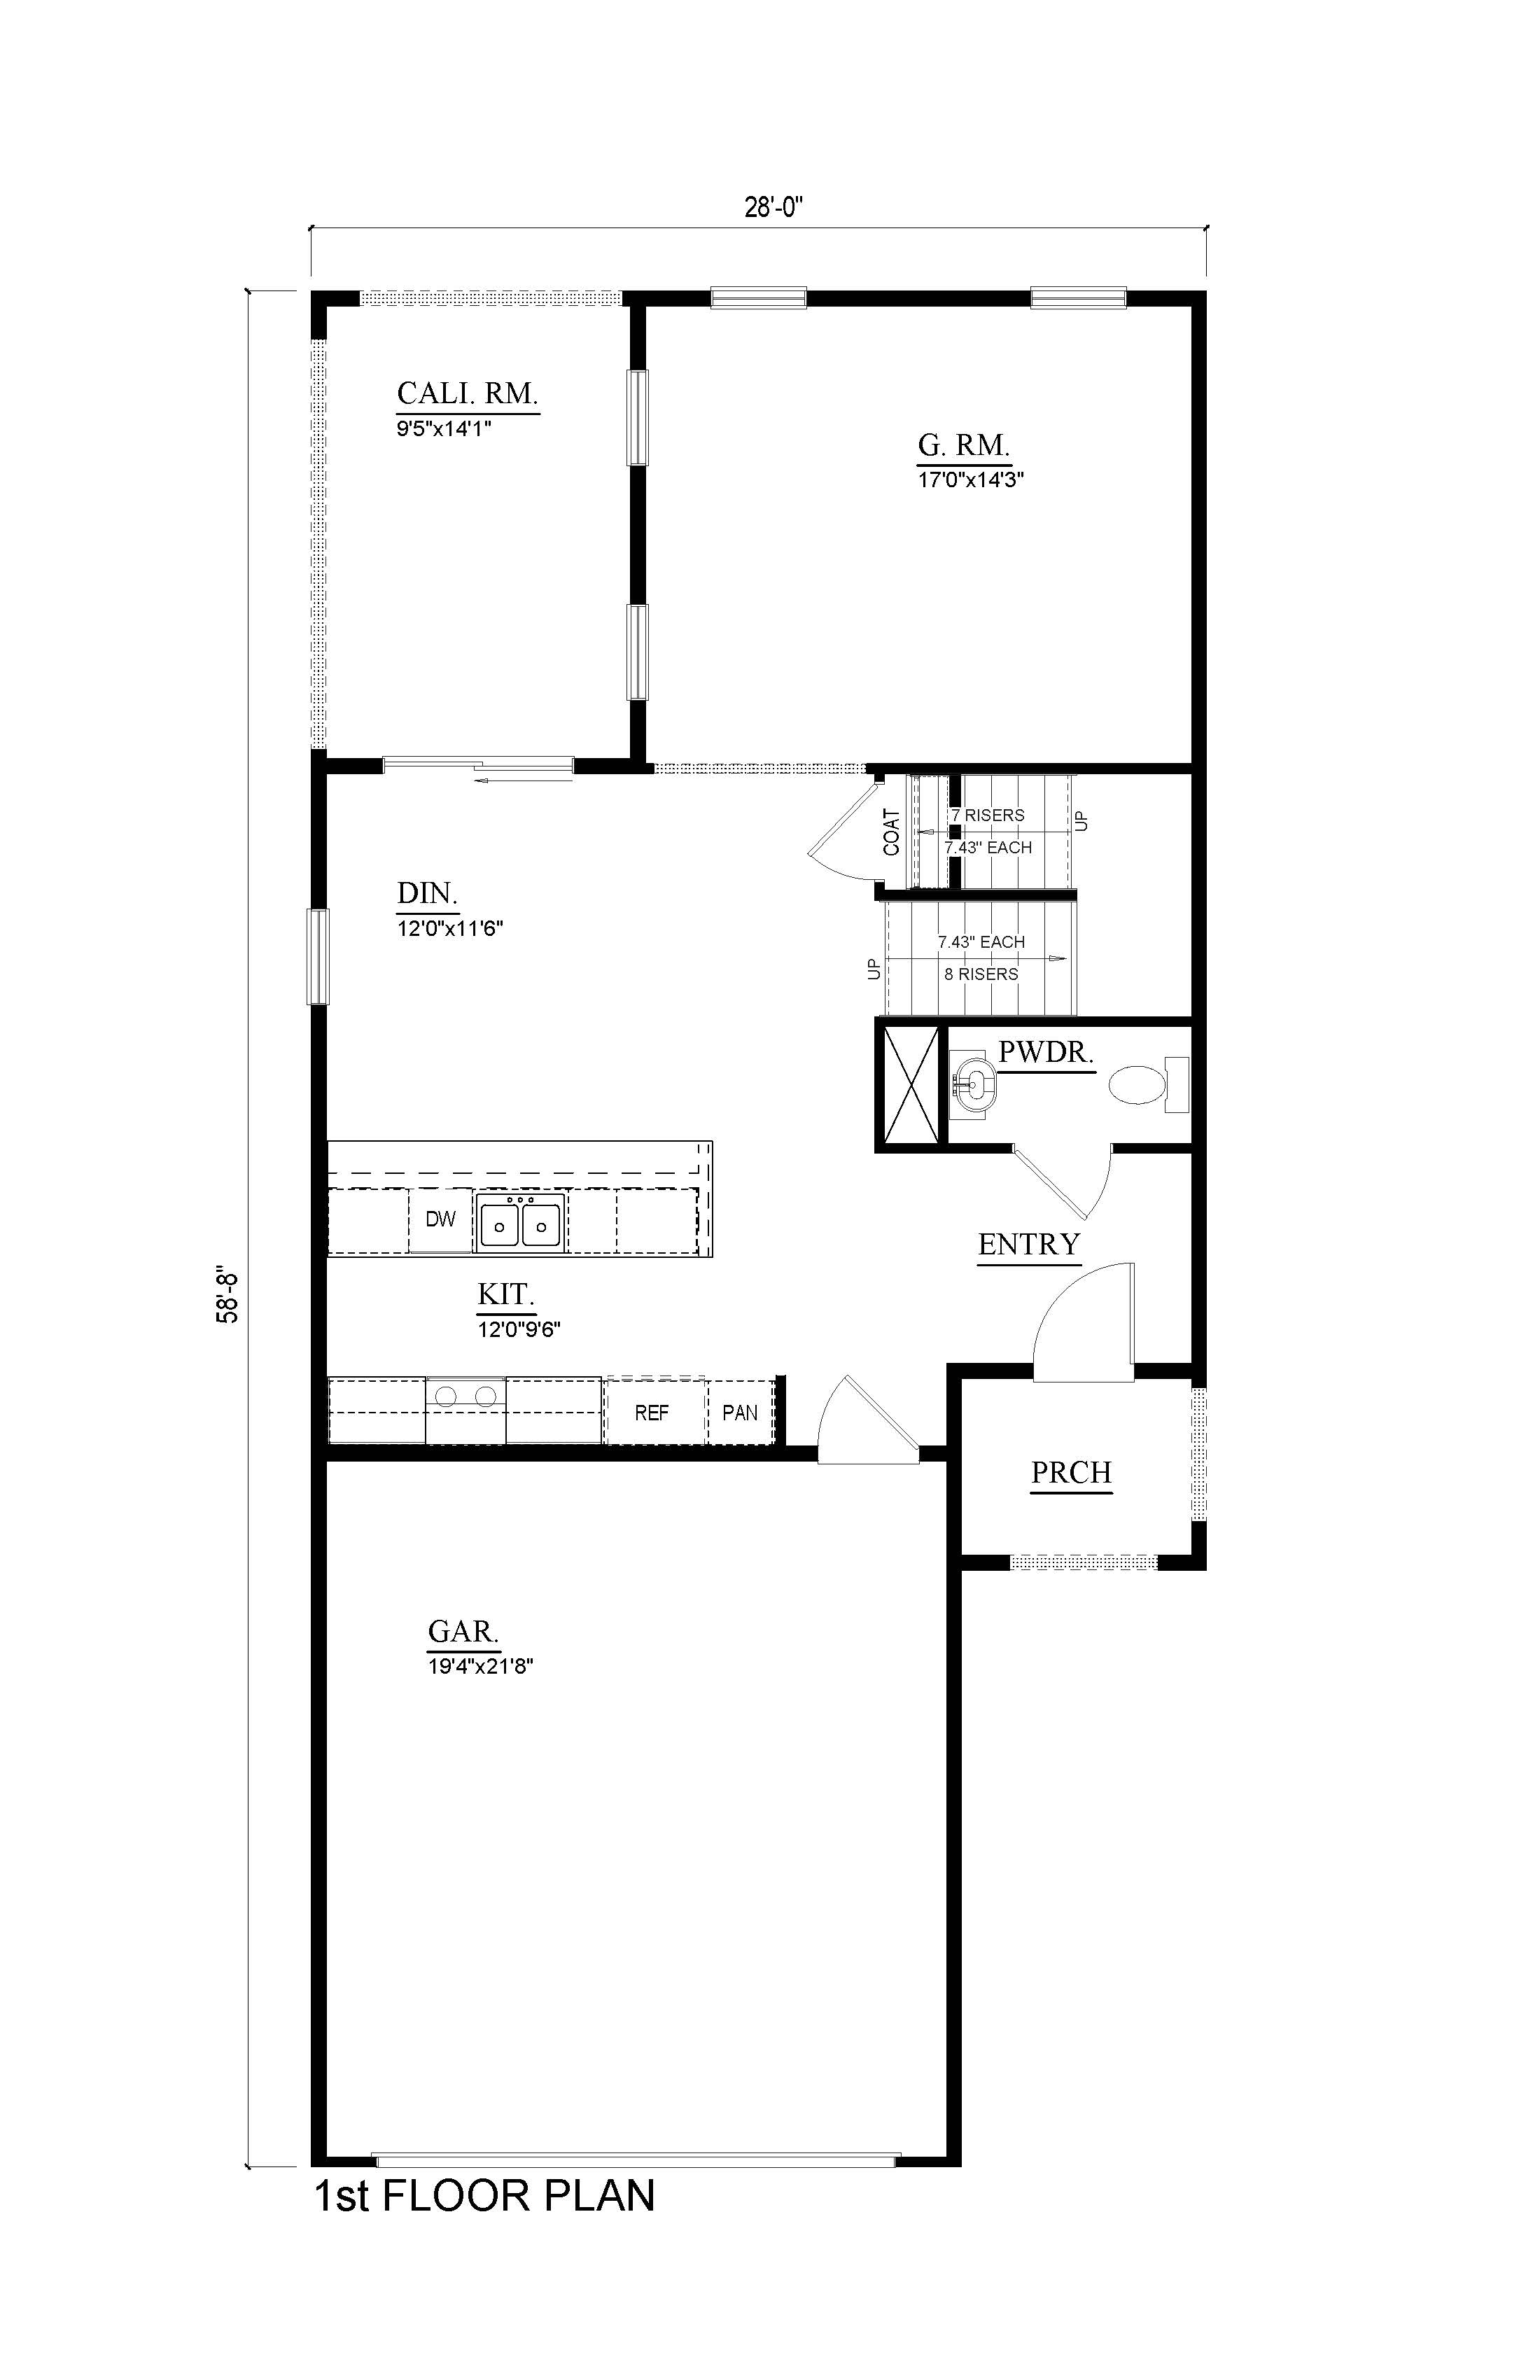 28'-0"
CALI. RM.
9'5"x14'1"
G. RM.
17'0"x14'3"
COAT
7 RISERS
7.43" EACH
UP
DIN.
12'0"x11'6"
7.43" EACH
8 RISERS
UP
PWDR.
DW
ENTRY
KIT.
12'0"9'6"
58'-8"
REF
PAN
PRCH
GAR.
19'4"x21'8"
1st FLOOR PLAN